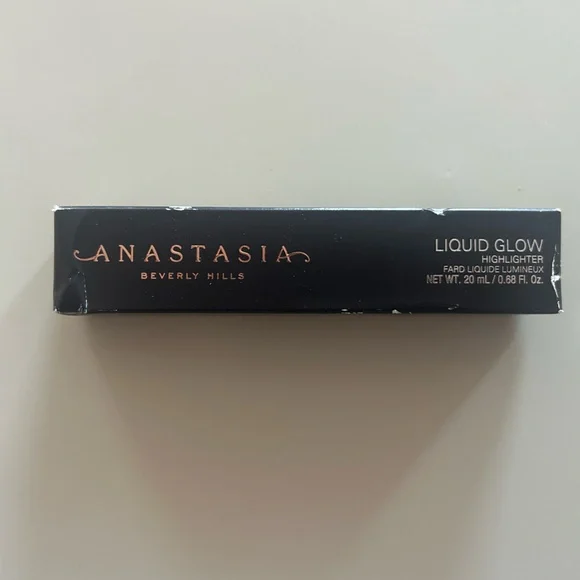 ANASTASIA
BEVERLY HILLS
LIQUID GLOW
HIGHLIGHTER
FARD LIQUIDE LUMINEUX
NET WT. 20 mL / 0.68 Fl. Oz.